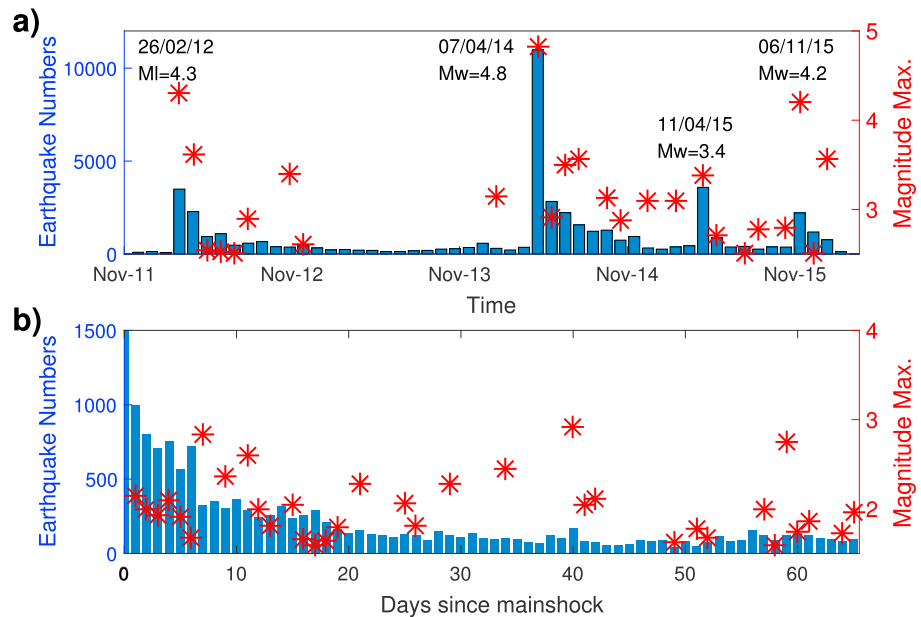 a)
Earthquake Numbers
10000
5000
0
26/02/12
Ml=4.3
07/04/14
Mw=4.8
11/04/15
Mw=3.4
06/11/15
Mw=4.2
5
4
3
Magnitude Max.
Nov-11 Nov-12 Nov-13 Nov-14 Nov-15
Time
b)
Earthquake Numbers
1500
1000
500
0
4
3
2
Magnitude Max.
0 10 20 30 40 50 60
Days since mainshock